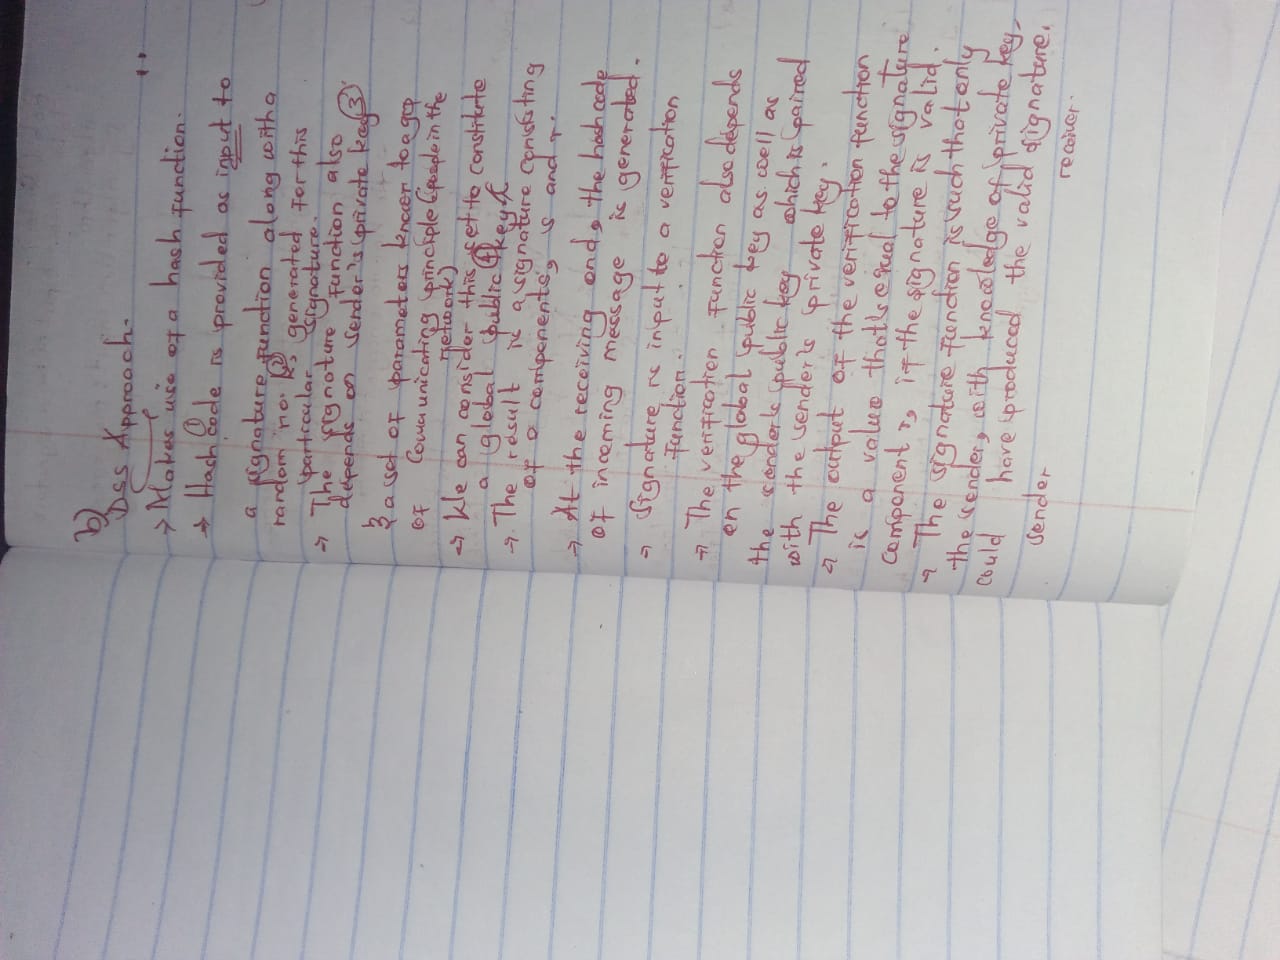 b)
DSS Approach.
→ Makes use of a hash function.
→ Hash code ① is provided as input to
a signature function along with a
random no. k, ② generated for this
particular signature.
→ The signature function also
depends on sender's private key ③
& a set of parameters known to a grp
of Communicating principle (people in the
network)
→ We can consider this set to constitute
a global public ④ key
→ The result is a signature consisting
of 2 components, s and r.
→ At the receiving end, the hash code
of incoming message is generated.
→ Signature is input to a verification
function.
→ The verification function also depends
on the global public key as well as
the sender's public key which is paired
with the sender's private key.
→ The output of the verification function
is a value that's equal to the signature
component r, if the signature is valid.
→ The signature function is such that only
the sender, with knowledge of private key,
could have produced the valid signature.
sender
receiver.